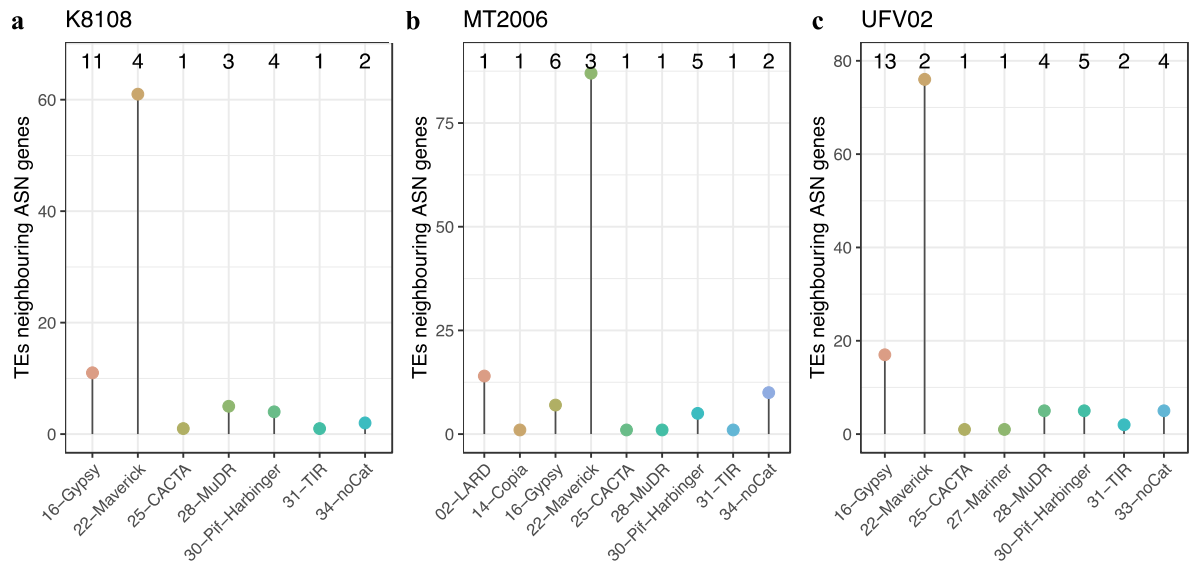 a K8108
TEs neighbouring ASN genes
11 4 1 3 4 1 2
60
40
20
0
16−Gypsy
22−Maverick
25−CACTA
28−MuDR
30−Pif−Harbinger
31−TIR
34−noCat
b MT2006
TEs neighbouring ASN genes
1 1 6 3 1 1 5 1 2
75
50
25
0
02−LARD
14−Copia
16−Gypsy
22−Maverick
25−CACTA
28−MuDR
30−Pif−Harbinger
31−TIR
34−noCat
c UFV02
TEs neighbouring ASN genes
13 2 1 1 4 5 2 4
80
60
40
20
0
16−Gypsy
22−Maverick
25−CACTA
27−Mariner
28−MuDR
30−Pif−Harbinger
31−TIR
33−noCat